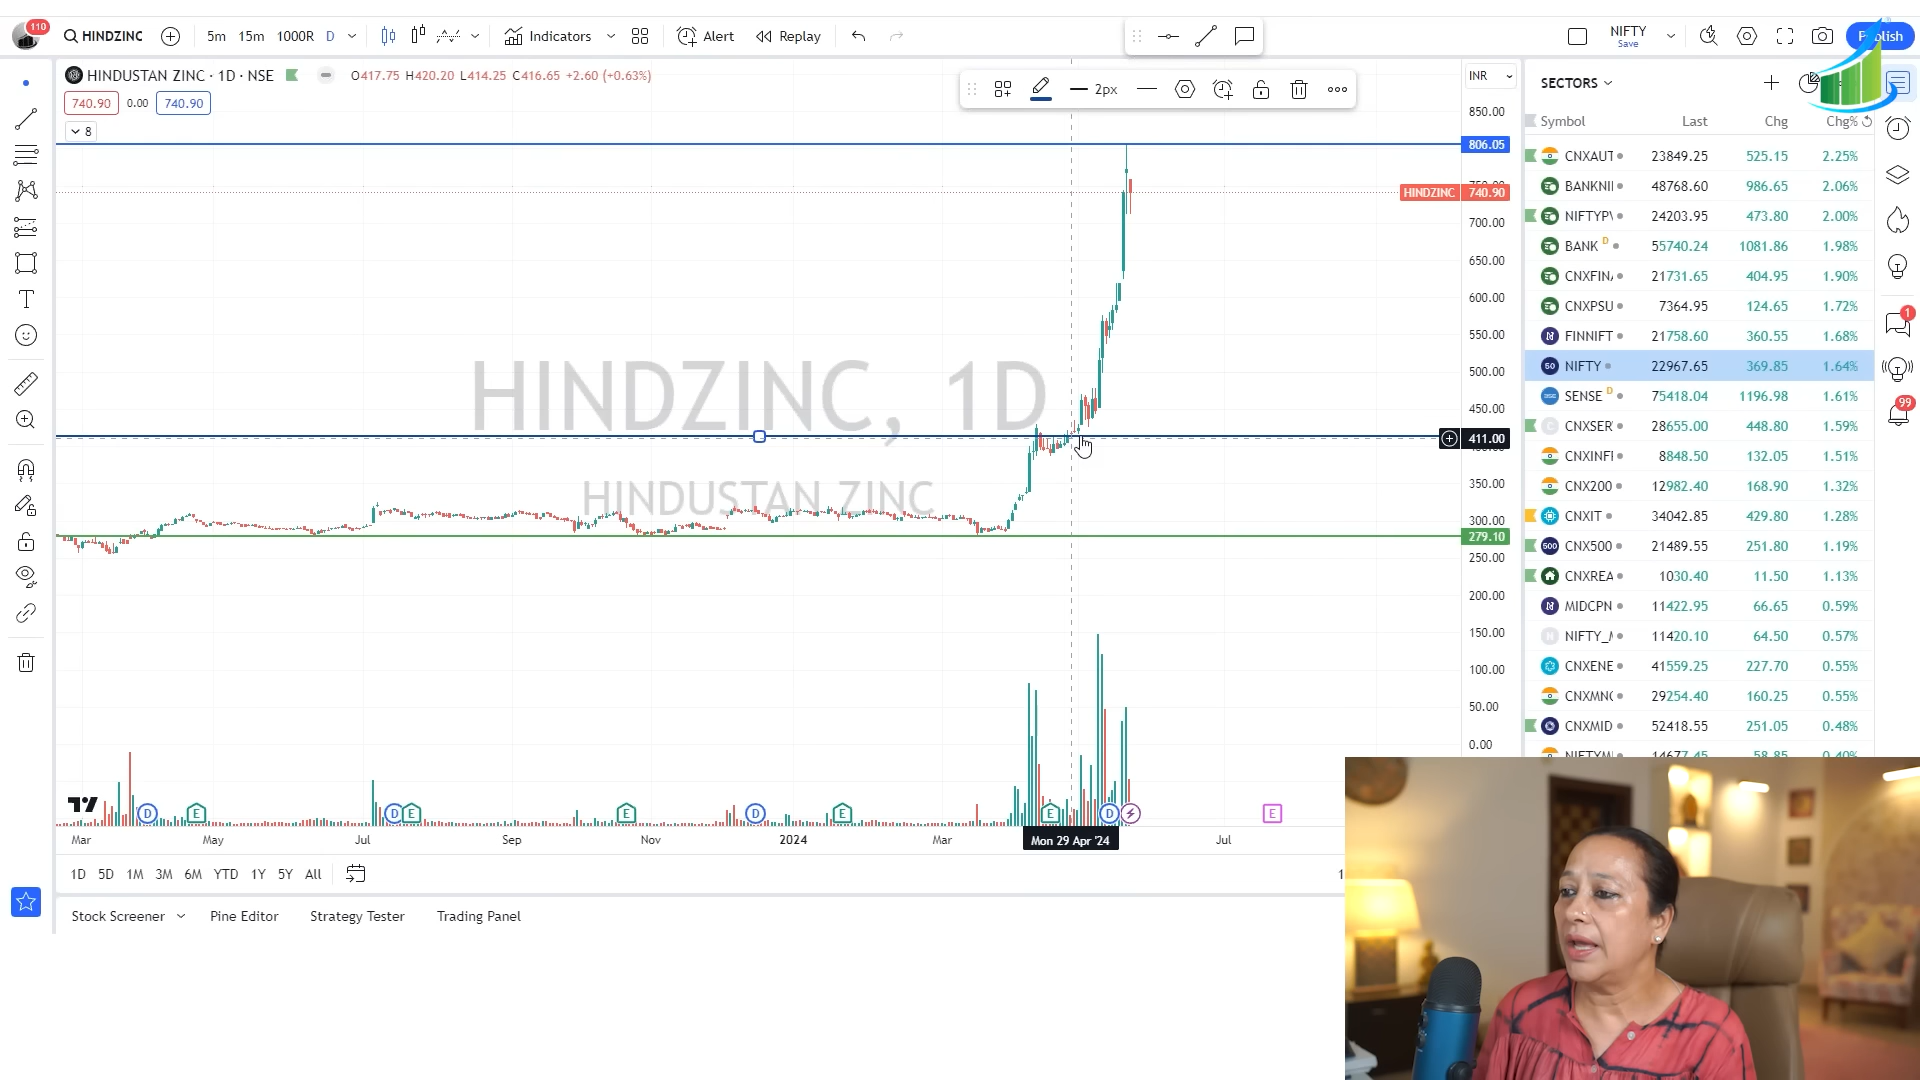 110
HINDZINC
5m 15m 1000R D
Indicators
Alert
Replay
NIFTY
Save
Publish
HINDUSTAN ZINC · 1D · NSE
O417.75 H420.20 L414.25 C416.65 +2.60 (+0.63%)
740.90 0.00 740.90
8
2px
INR
850.00
806.05
HINDZINC 740.90
700.00
650.00
600.00
550.00
500.00
450.00
411.00
350.00
300.00
279.10
250.00
200.00
150.00
100.00
50.00
0.00
HINDZINC, 1D
HINDUSTAN ZINC
D E D E E D E E D E
Mar May Jul Sep Nov 2024 Mar Mon 29 Apr '24 Jul
1D 5D 1M 3M 6M YTD 1Y 5Y All
Stock Screener Pine Editor Strategy Tester Trading Panel
SECTORS
Symbol Last Chg Chg%
CNXAUT 23849.25 525.15 2.25%
BANKNI 48768.60 986.65 2.06%
NIFTYPV 24203.95 473.80 2.00%
BANK D 55740.24 1081.86 1.98%
CNXFIN 21731.65 404.95 1.90%
CNXPSU 7364.95 124.65 1.72%
FINNIFT 21758.60 360.55 1.68%
NIFTY 22967.65 369.85 1.64%
SENSE D 75418.04 1196.98 1.61%
CNXSER 28655.00 448.80 1.59%
CNXINFI 8848.50 132.05 1.51%
CNX200 12982.40 168.90 1.32%
CNXIT 34042.85 429.80 1.28%
CNX500 21489.55 251.80 1.19%
CNXREA 1030.40 11.50 1.13%
MIDCPN 11422.95 66.65 0.59%
NIFTY_M 11420.10 64.50 0.57%
CNXENE 41559.25 227.70 0.55%
CNXMNC 29254.40 160.25 0.55%
CNXMID 52418.55 251.05 0.48%
1
99